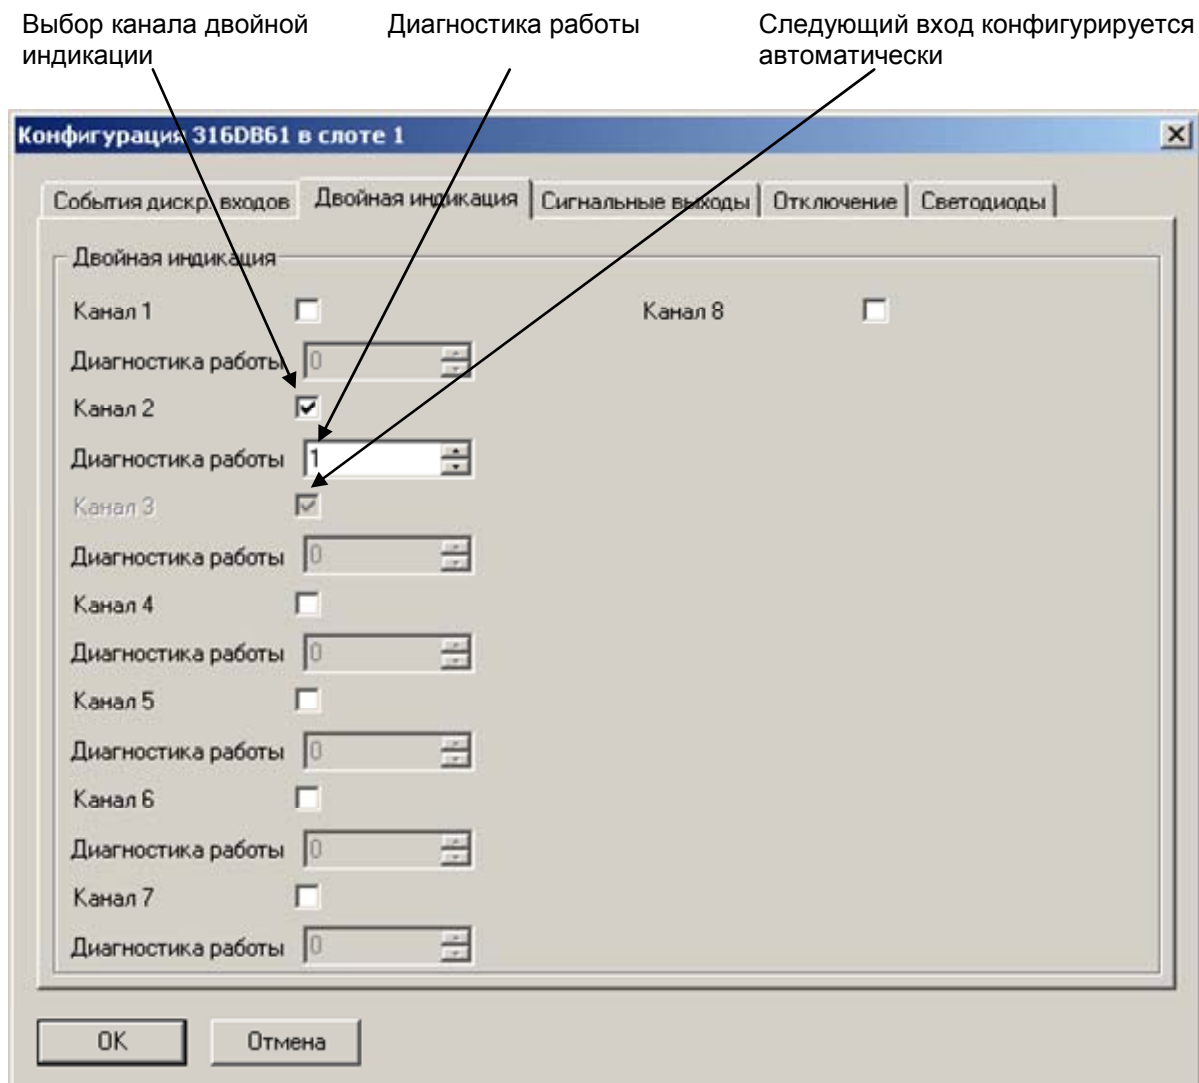 Выбор канала двойной
индикации
Диагностика работы
Следующий вход конфигурируется
автоматически
Конфигурация 316DB61 в слоте 1
События дискр. входов
Двойная индикация
Сигнальные выходы
Отключение
Светодиоды
Двойная индикация
Канал 1
Канал 8
Диагностика работы 0
Канал 2
Диагностика работы 1
Канал 3
Диагностика работы 0
Канал 4
Диагностика работы 0
Канал 5
Диагностика работы 0
Канал 6
Диагностика работы 0
Канал 7
Диагностика работы 0
OK
Отмена